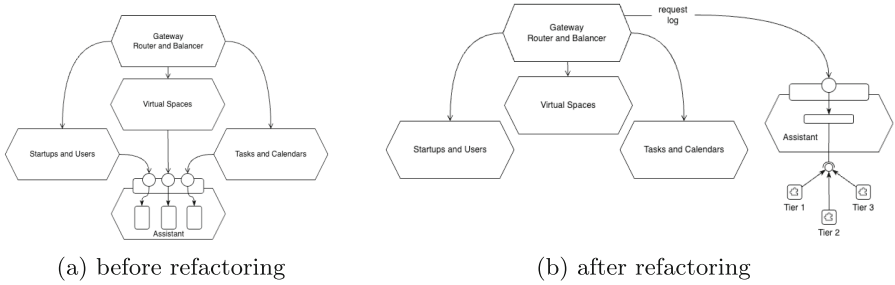 Gateway
Router and Balancer
Virtual Spaces
Startups and Users
Tasks and Calendars
Assistant
(a) before refactoring
request
log
Gateway
Router and Balancer
Virtual Spaces
Startups and Users
Tasks and Calendars
Assistant
Tier 1
Tier 2
Tier 3
(b) after refactoring